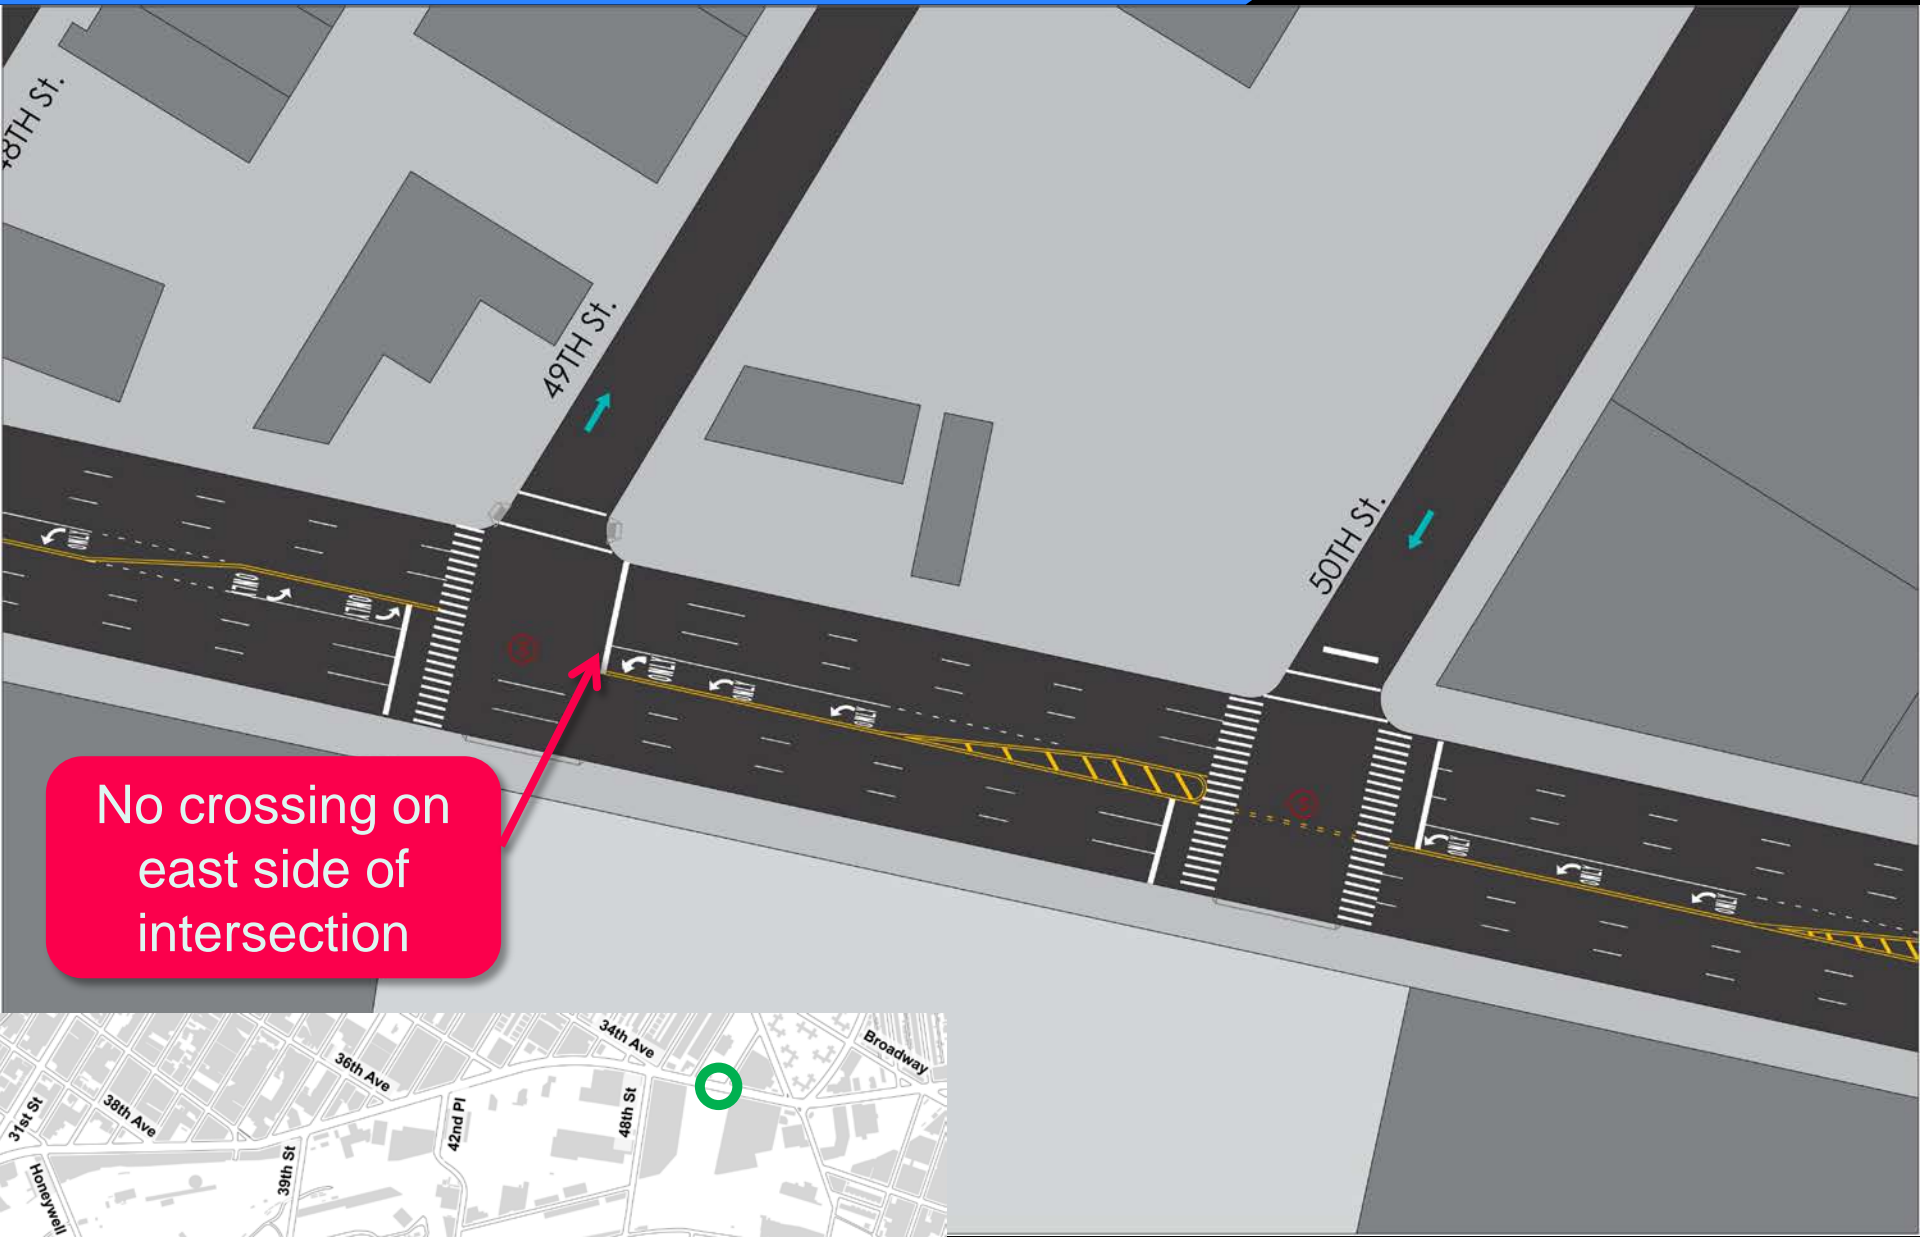 48TH St.
49TH St.
50TH St.
ONLY
ONLY
ONLY
ONLY
ONLY
ONLY
ONLY
ONLY
ONLY
No crossing on
east side of
intersection
34th Ave
Broadway
36th Ave
38th Ave
31st St
42nd Pl
48th St
39th St
Honeywell